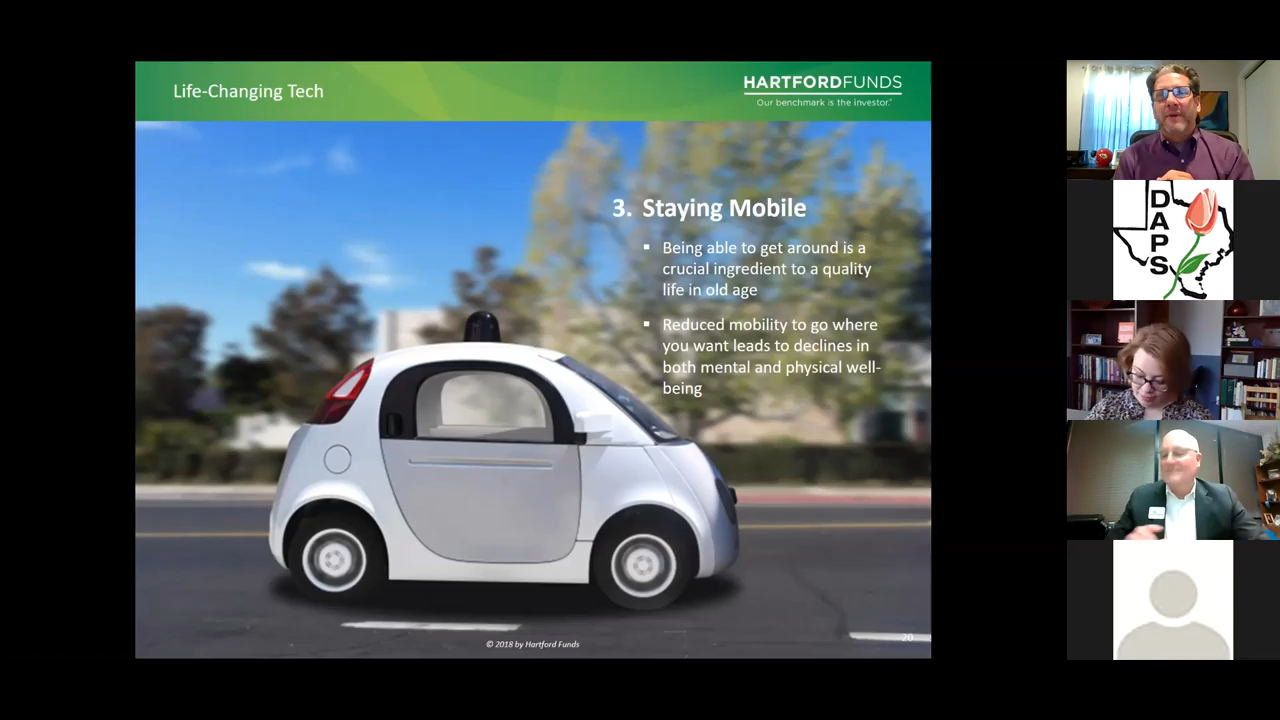 Life-Changing Tech
HARTFORDFUNDS
Our benchmark is the investor.®
3. Staying Mobile
▪ Being able to get around is a
crucial ingredient to a quality
life in old age
▪ Reduced mobility to go where
you want leads to declines in
both mental and physical well-
being
© 2018 by Hartford Funds
20
D
A
P
S